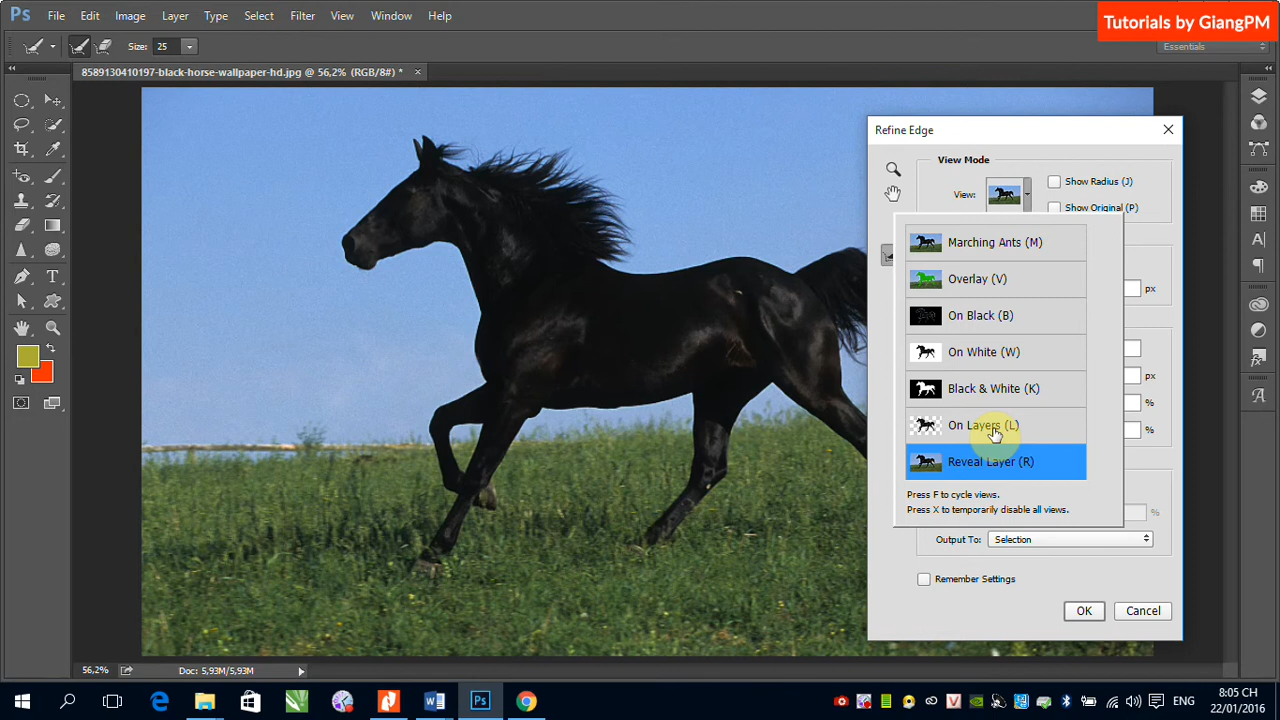 Ps File Edit Image Layer Type Select Filter View Window Help
Tutorials by GiangPM
Size: 25
Essentials
8589130410197-black-horse-wallpaper-hd.jpg @ 56,2% (RGB/8#) *
Refine Edge
View Mode
View:
Show Radius (J)
Show Original (P)
Marching Ants (M)
Overlay (V)
On Black (B)
On White (W)
Black & White (K)
On Layers (L)
Reveal Layer (R)
Press F to cycle views.
Press X to temporarily disable all views.
px
px
%
%
%
Output To: Selection
Remember Settings
OK Cancel
56,2% Doc: 5,93M/5,93M
ENG
8:05 CH
22/01/2016